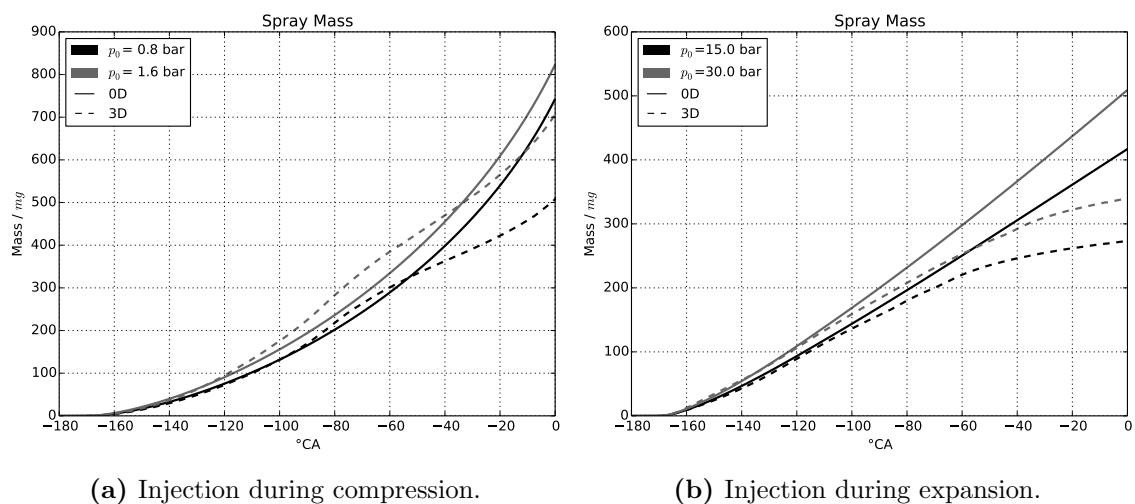 Spray Mass
900
800
700
600
500
400
300
200
100
0
Mass / mg
p₀= 0.8 bar
p₀= 1.6 bar
0D
3D
−180 −160 −140 −120 −100 −80 −60 −40 −20 0
°CA
(a) Injection during compression.
Spray Mass
600
500
400
300
200
100
0
Mass / mg
p₀=15.0 bar
p₀=30.0 bar
0D
3D
−180 −160 −140 −120 −100 −80 −60 −40 −20 0
°CA
(b) Injection during expansion.